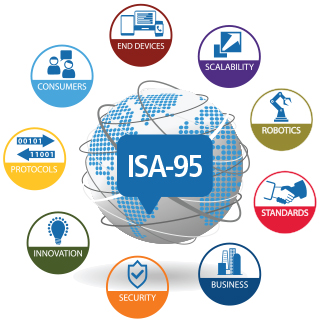 END DEVICES
SCALABILITY
CONSUMERS
ROBOTICS
00101
11001
PROTOCOLS
ISA-95
STANDARDS
INNOVATION
BUSINESS
SECURITY